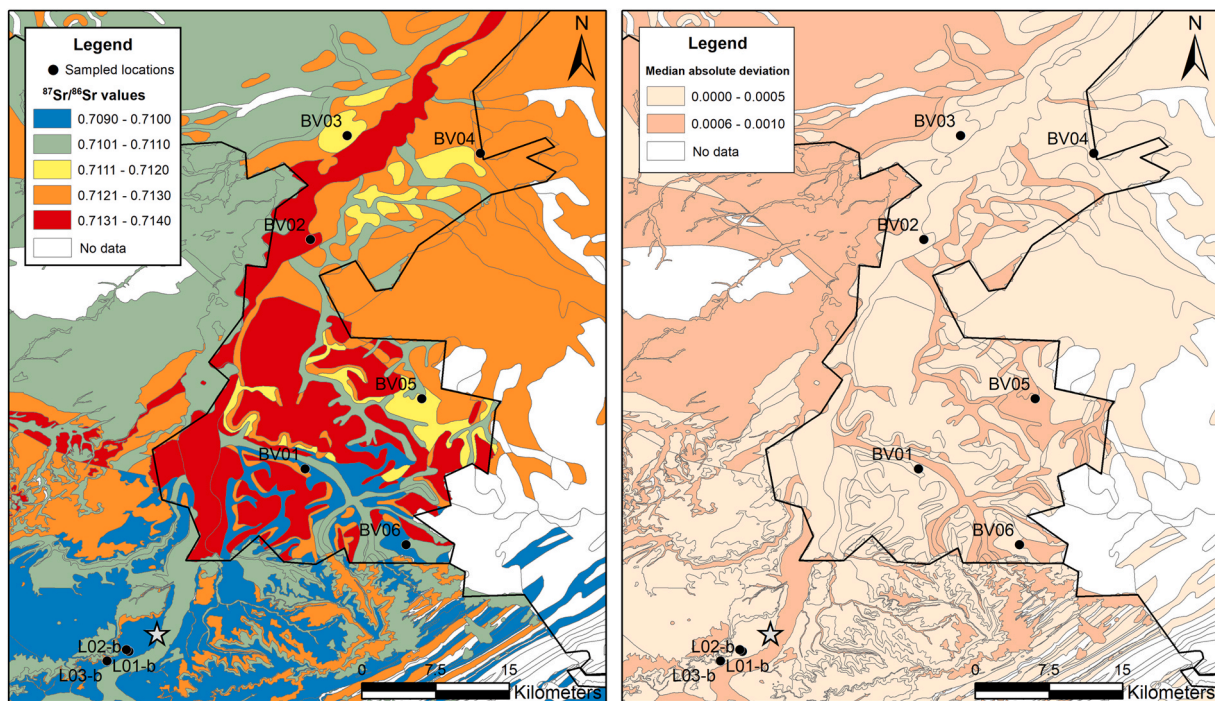 Legend
Sampled locations
⁸⁷Sr/⁸⁶Sr values
0.7090 - 0.7100
0.7101 - 0.7110
0.7111 - 0.7120
0.7121 - 0.7130
0.7131 - 0.7140
No data
N
BV03
BV04
BV02
BV05
BV01
BV06
L02-b
L01-b
L03-b
0 7.5 15
Kilometers
Legend
Median absolute deviation
0.0000 - 0.0005
0.0006 - 0.0010
No data
N
BV03
BV04
BV02
BV05
BV01
BV06
L02-b
L01-b
L03-b
0 7.5 15
Kilometers